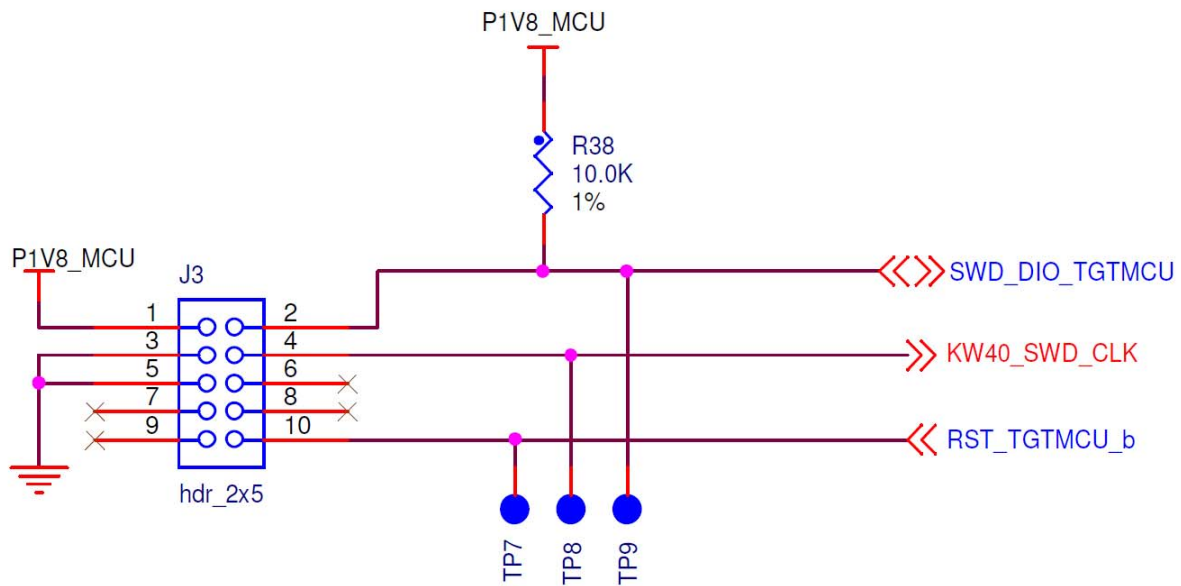 P1V8_MCU
R38
10.0K
1%
P1V8_MCU
J3
SWD_DIO_TGTMCU
1 2
3 4
KW40_SWD_CLK
5 6
7 8
9 10
RST_TGTMCU_b
hdr_2x5
TP7
TP8
TP9